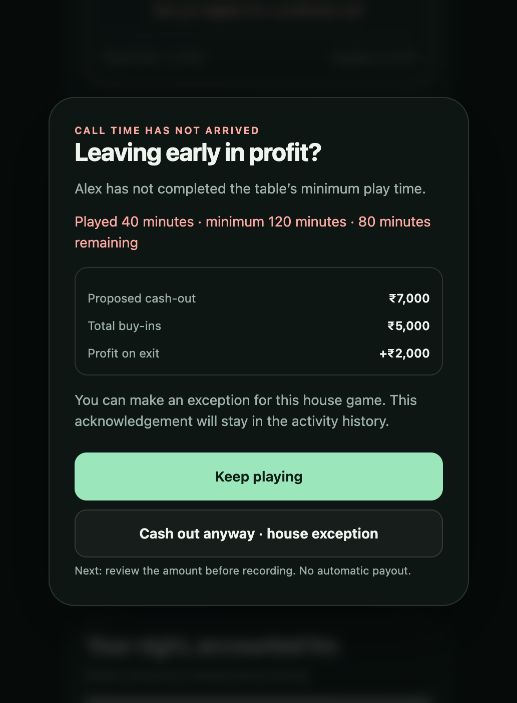 CALL TIME HAS NOT ARRIVED
Leaving early in profit?
Alex has not completed the table's minimum play time.
Played 40 minutes · minimum 120 minutes · 80 minutes
remaining
Proposed cash-out ₹7,000
Total buy-ins ₹5,000
Profit on exit +₹2,000
You can make an exception for this house game. This
acknowledgement will stay in the activity history.
Keep playing
Cash out anyway · house exception
Next: review the amount before recording. No automatic payout.